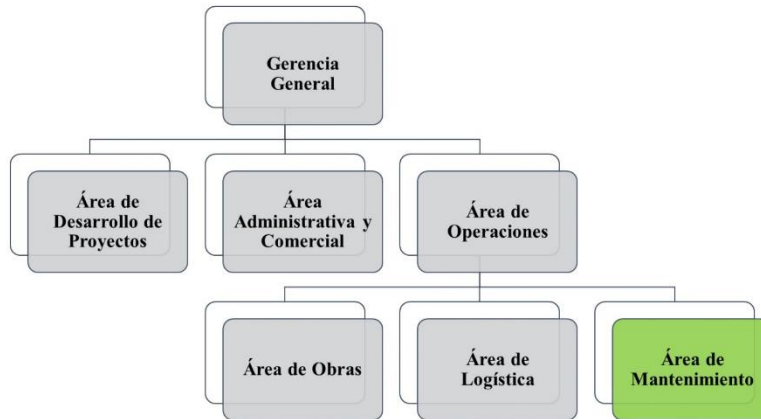 Gerencia
General
Área de
Desarrollo de
Proyectos
Área
Administrativa y
Comercial
Área de
Operaciones
Área de Obras
Área de
Logística
Área de
Mantenimiento